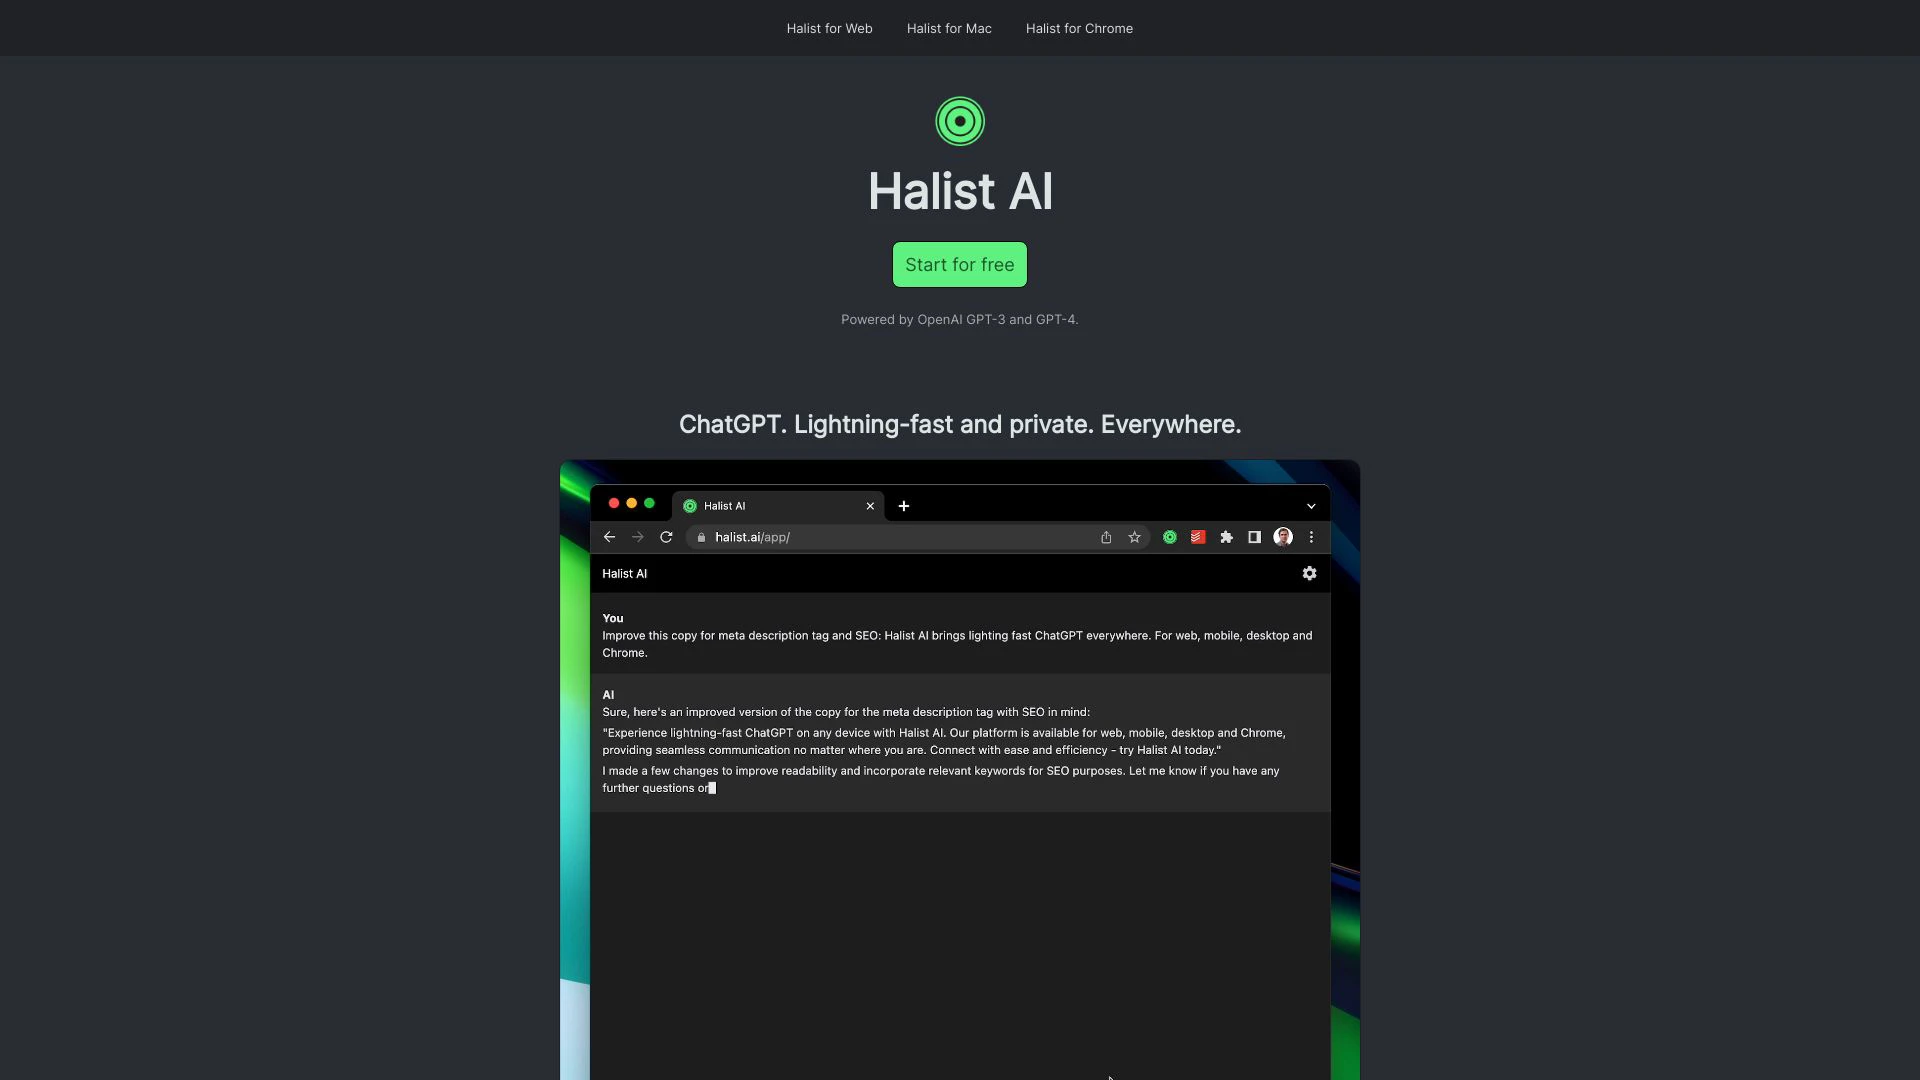 Halist for Web Halist for Mac Halist for Chrome
Halist AI
Start for free
Powered by OpenAI GPT-3 and GPT-4.
ChatGPT. Lightning-fast and private. Everywhere.
Halist AI
halist.ai/app/
Halist AI
You
Improve this copy for meta description tag and SEO: Halist AI brings lighting fast ChatGPT everywhere. For web, mobile, desktop and
Chrome.
AI
Sure, here's an improved version of the copy for the meta description tag with SEO in mind:
"Experience lightning-fast ChatGPT on any device with Halist AI. Our platform is available for web, mobile, desktop and Chrome,
providing seamless communication no matter where you are. Connect with ease and efficiency - try Halist AI today."
I made a few changes to improve readability and incorporate relevant keywords for SEO purposes. Let me know if you have any
further questions or